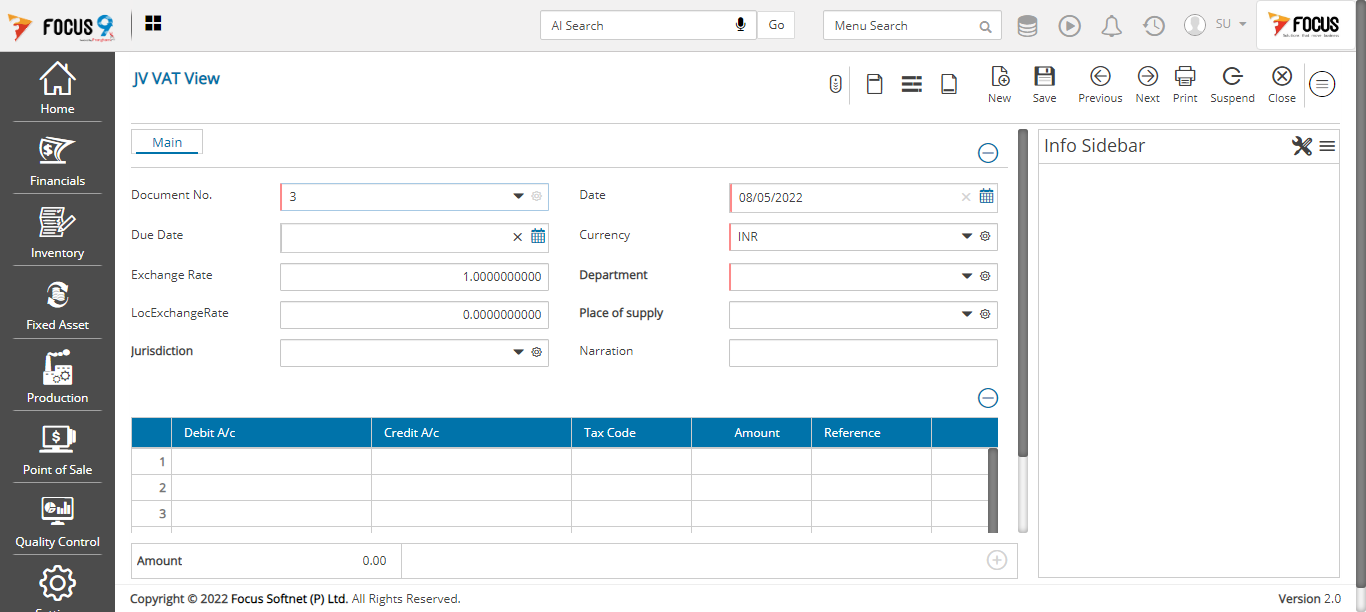 FOCUS 9
AI Search
Go
Menu Search
SU
FOCUS
Home
Financials
Inventory
Fixed Asset
Production
Point of Sale
Quality Control
JV VAT View
New
Save
Previous
Next
Print
Suspend
Close
Main
Document No.
3
Date
08/05/2022
Due Date
Currency
INR
Exchange Rate
1.0000000000
Department
LocExchangeRate
0.0000000000
Place of supply
Jurisdiction
Narration
Debit A/c
Credit A/c
Tax Code
Amount
Reference
1
2
3
Amount
0.00
Info Sidebar
Copyright © 2022 Focus Softnet (P) Ltd. All Rights Reserved.
Version 2.0